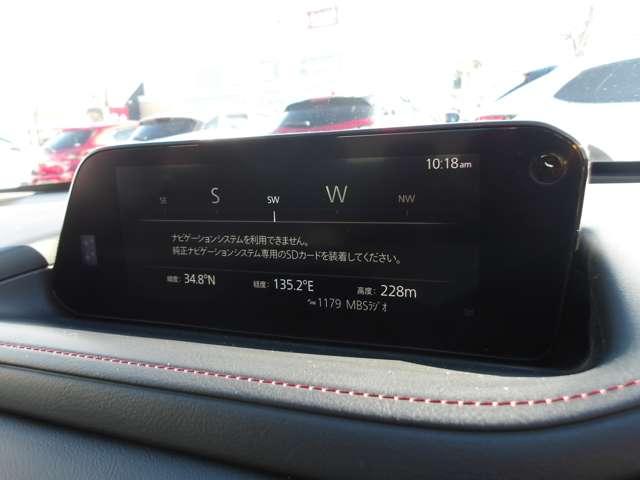 10:18am
SE S SW W NW
ナビゲーションシステムを利用できません。
純正ナビゲーションシステム専用のSDカードを装着してください。
緯度: 34.8°N 経度: 135.2°E 高度: 228m
1179 MBSラジオ